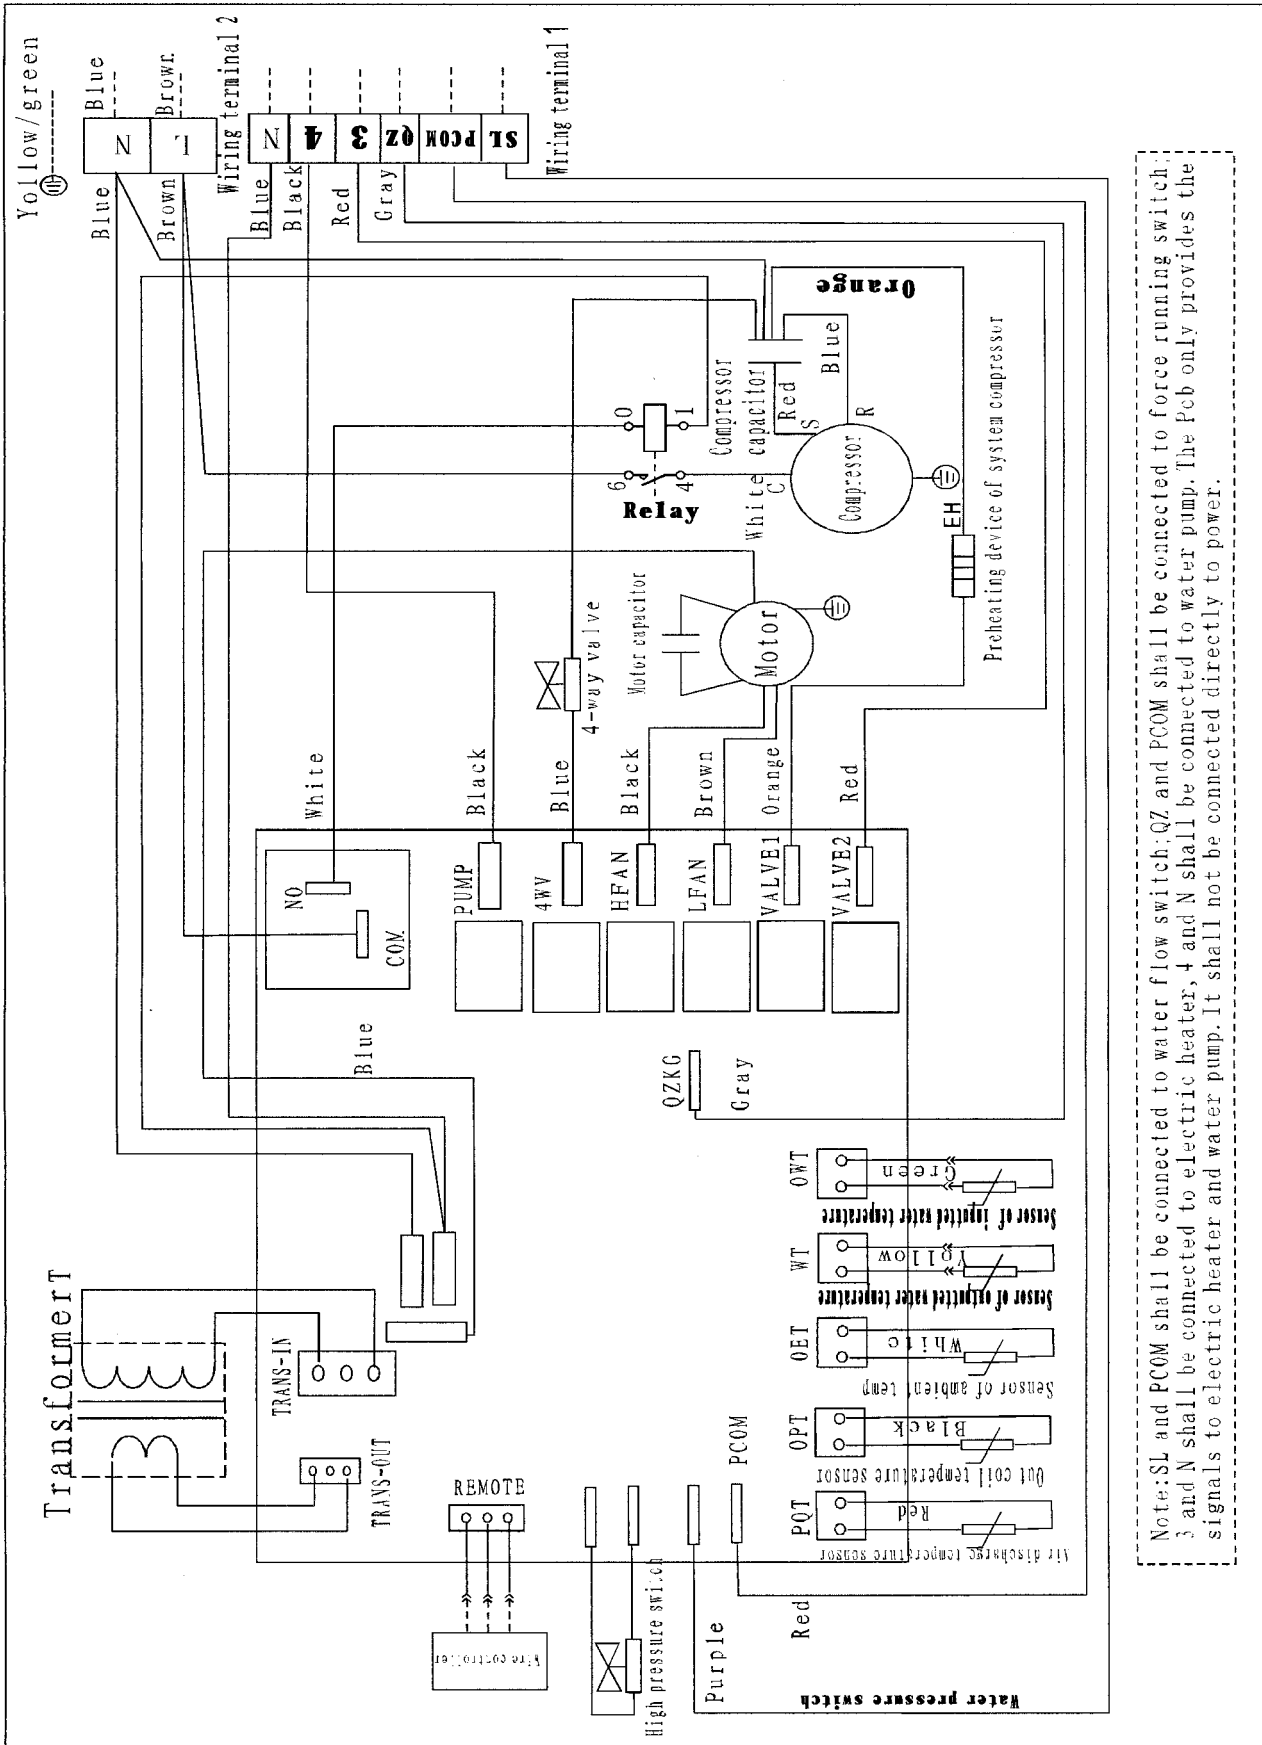 Yollow/green
Blue
Brown
N
L
Wiring terminal 2
Blue
Brown
N
4
3
QZ
PCOM
SL
Wiring terminal 1
Blue
Black
Red
Gray
Orange
Blue
Red
Compressor
capacitor
S
R
C
Compressor
White
0
1
6
4
Relay
EH
Preheating device of system compressor
Motor capacitor
Motor
4-way valve
White
Black
Blue
Black
Brown
Orange
Red
NO
COM
PUMP
4WV
HFAN
LFAN
VALVE1
VALVE2
Blue
QZKG
Gray
TransformerT
TRANS-IN
TRANS-OUT
REMOTE
Wire controller
High pressure switch
PCOM
Purple
Red
Water pressure switch
OWT
Green
Sensor of inputted water temperature
WT
Yollow
Sensor of outputted water temperature
OET
White
Sensor of ambient temp
OPT
Black
Out coil temperature sensor
PQT
Red
Air discharge temperature sensor
Note:SL and PCOM shall be connected to water flow switch;QZ and PCOM shall be connected to force running switch;
3 and N shall be connected to electric heater, 4 and N shall be connected to water pump. The Pcb only provides the
signals to electric heater and water pump. It shall not be connected directly to power.